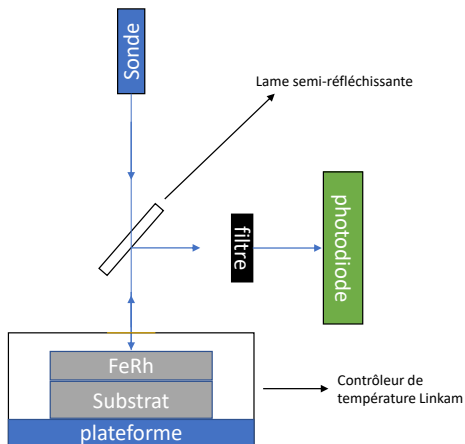 Sonde
Lame semi-réfléchissante
filtre
photodiode
FeRh
Substrat
plateforme
Contrôleur de
température Linkam